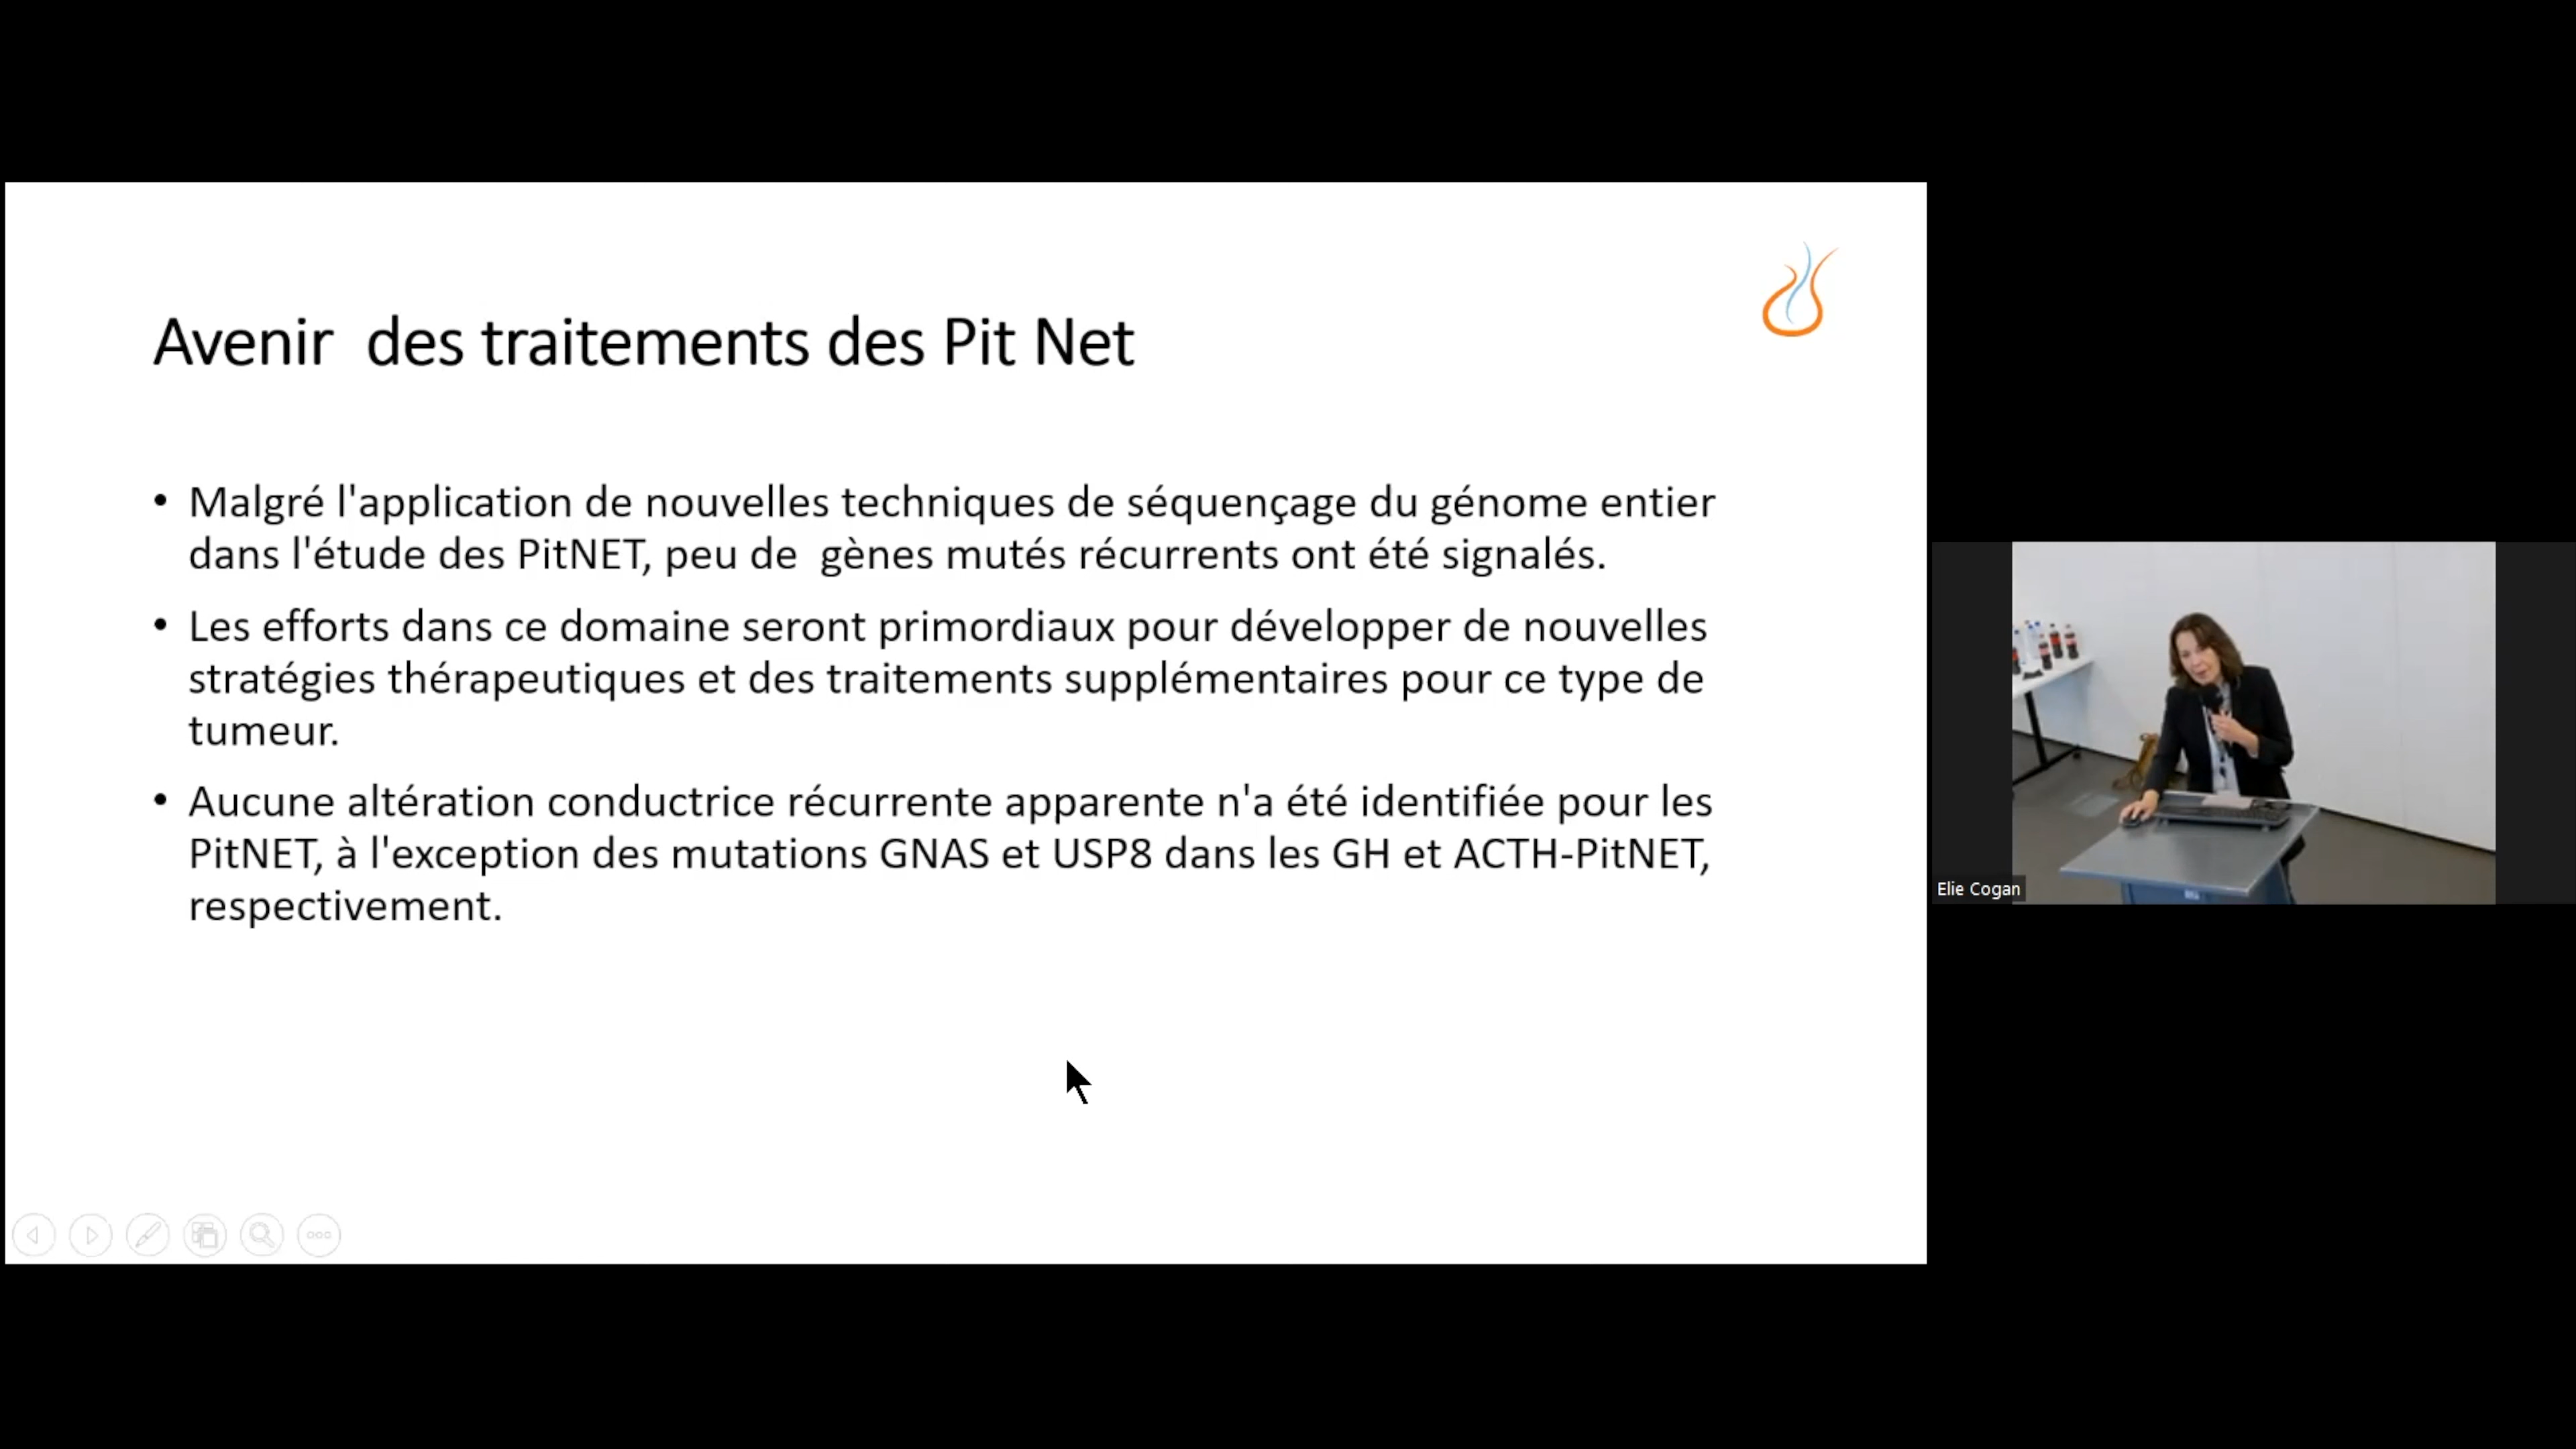 Avenir  des traitements des Pit Net
• Malgré l'application de nouvelles techniques de séquençage du génome entier
dans l'étude des PitNET, peu de  gènes mutés récurrents ont été signalés.
• Les efforts dans ce domaine seront primordiaux pour développer de nouvelles
stratégies thérapeutiques et des traitements supplémentaires pour ce type de
tumeur.
• Aucune altération conductrice récurrente apparente n'a été identifiée pour les
PitNET, à l'exception des mutations GNAS et USP8 dans les GH et ACTH-PitNET,
respectivement.
Elie Cogan